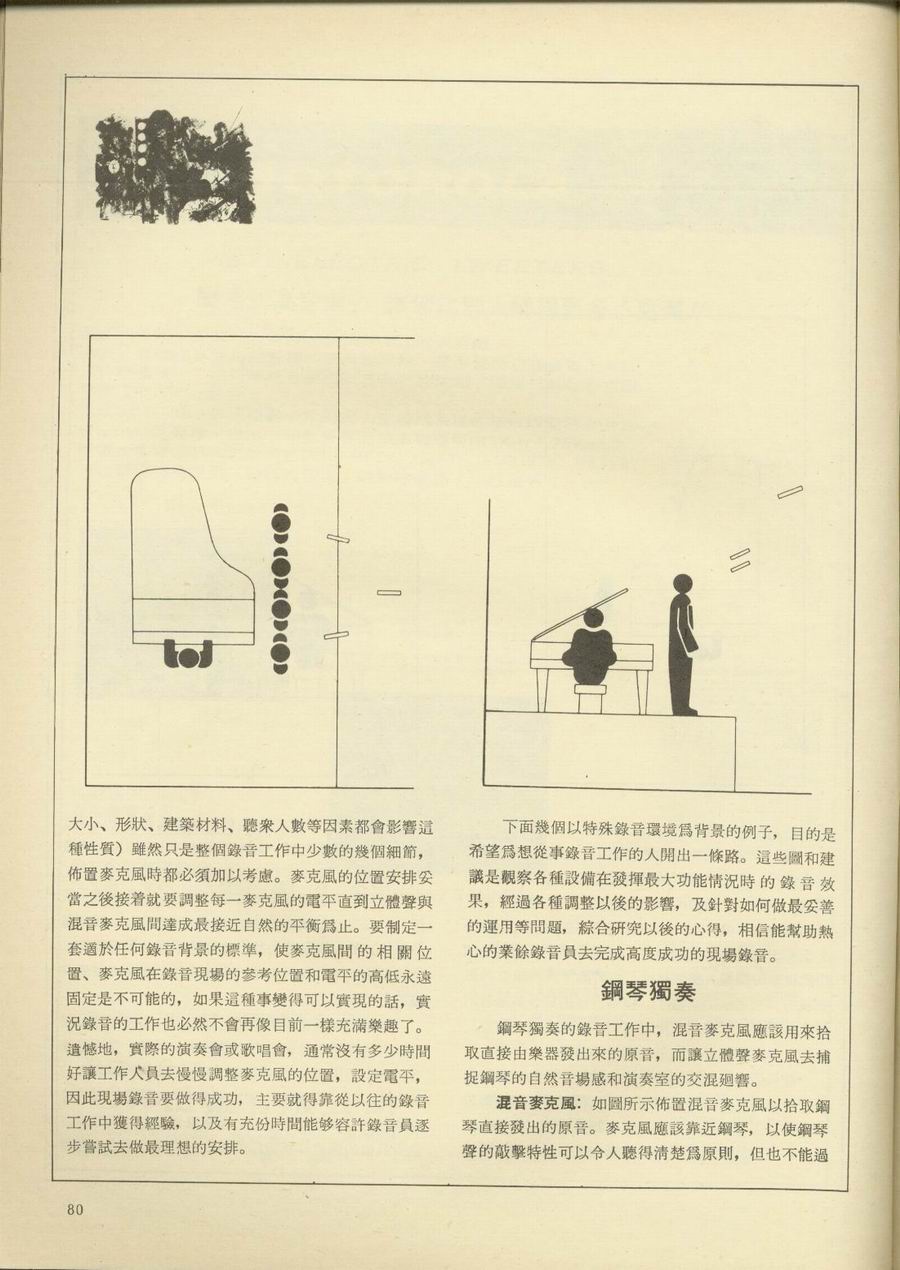 大小、形狀、建築材料、聽衆人數等因素都會影響這
種性質）雖然只是整個錄音工作中少數的幾個細節，
佈置麥克風時都必須加以考慮。麥克風的位置安排妥
當之後接着就要調整每一麥克風的電平直到立體聲與
混音麥克風間達成最接近自然的平衡爲止。要制定一
套適於任何錄音背景的標準，使麥克風間的相關位
置、麥克風在錄音現場的參考位置和電平的高低永遠
固定是不可能的，如果這種事變得可以實現的話，實
況錄音的工作也必然不會再像目前一樣充滿樂趣了。
遺憾地，實際的演奏會或歌唱會，通常沒有多少時間
好讓工作人員去慢慢調整麥克風的位置，設定電平，
因此現場錄音要做得成功，主要就得靠從以往的錄音
工作中獲得經驗，以及有充份時間能够容許錄音員逐
步嘗試去做最理想的安排。
下面幾個以特殊錄音環境爲背景的例子，目的是
希望爲想從事錄音工作的人開出一條路。這些圖和建
議是觀察各種設備在發揮最大功能情況時的錄音效
果，經過各種調整以後的影響，及針對如何做最妥善
的運用等問題，綜合研究以後的心得，相信能幫助熱
心的業餘錄音員去完成高度成功的現場錄音。
鋼琴獨奏
鋼琴獨奏的錄音工作中，混音麥克風應該用來拾
取直接由樂器發出來的原音，而讓立體聲麥克風去捕
捉鋼琴的自然音場感和演奏室的交混廻響。
混音麥克風：如圖所示佈置混音麥克風以拾取鋼
琴直接發出的原音。麥克風應該靠近鋼琴，以使鋼琴
聲的敲擊特性可以令人聽得清楚爲原則，但也不能過
80